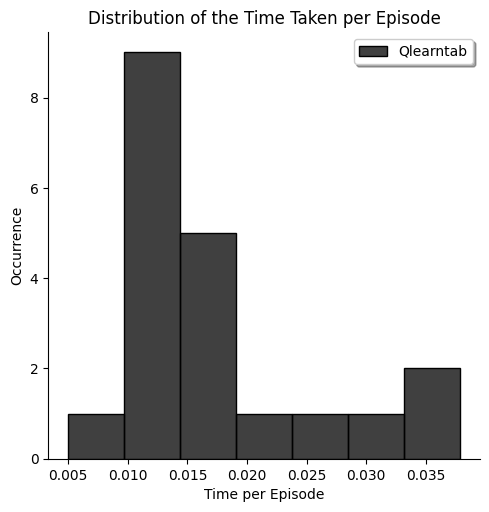 Distribution of the Time Taken per Episode
Qlearntab
8
6
4
2
0
Occurrence
0.005 0.010 0.015 0.020 0.025 0.030 0.035
Time per Episode